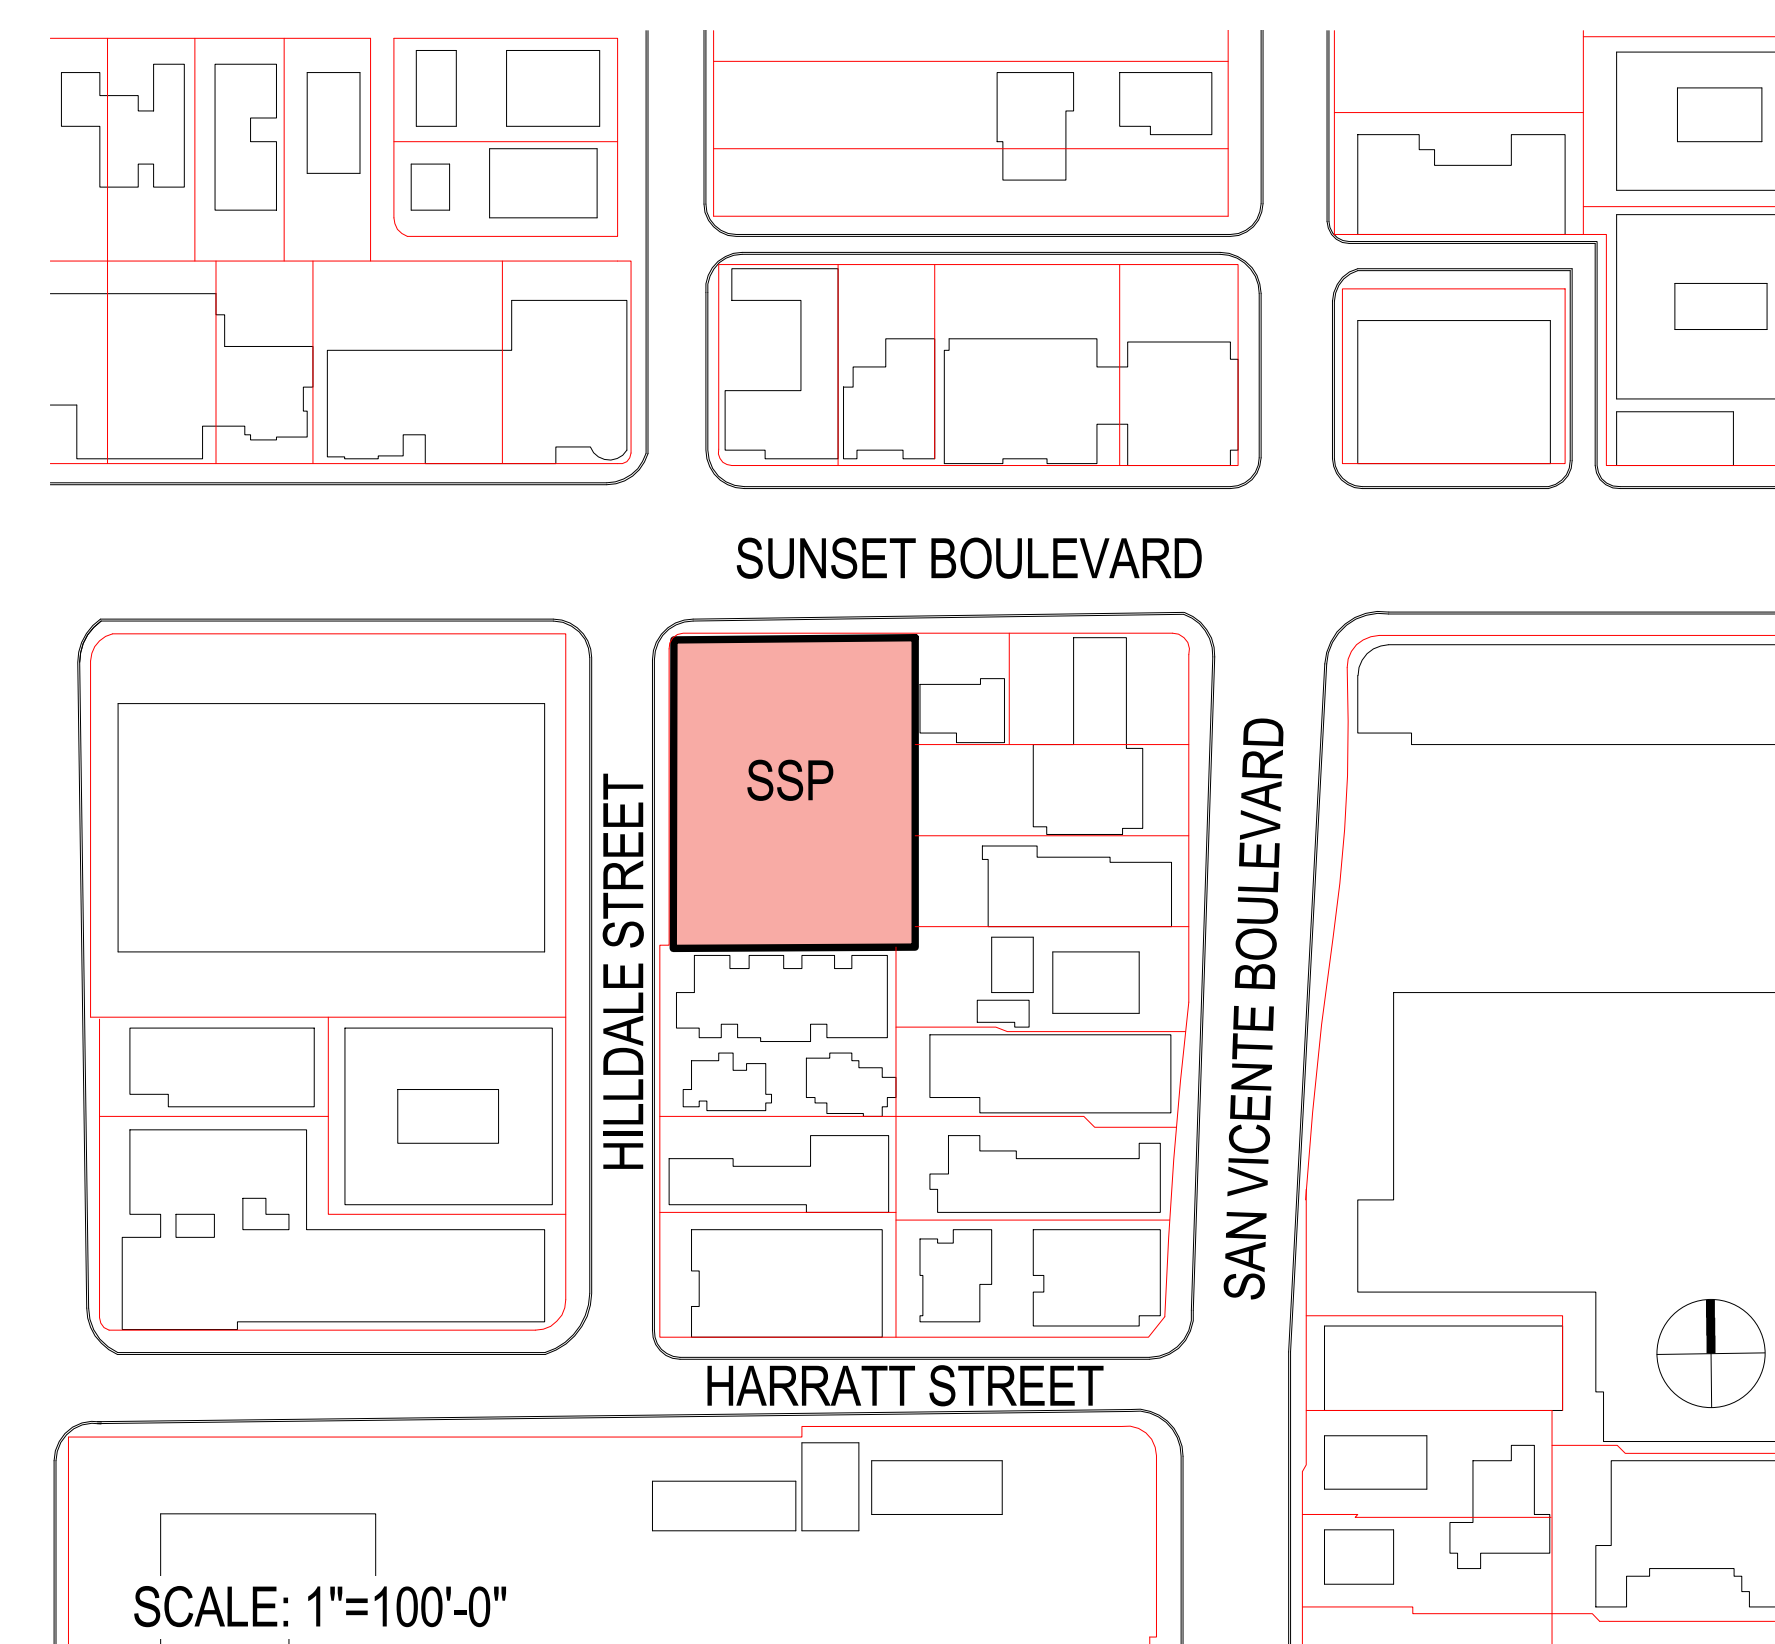 SUNSET BOULEVARD
SSP
HILLDALE STREET
SAN VICENTE BOULEVARD
HARRATT STREET
SCALE: 1"=100'-0"